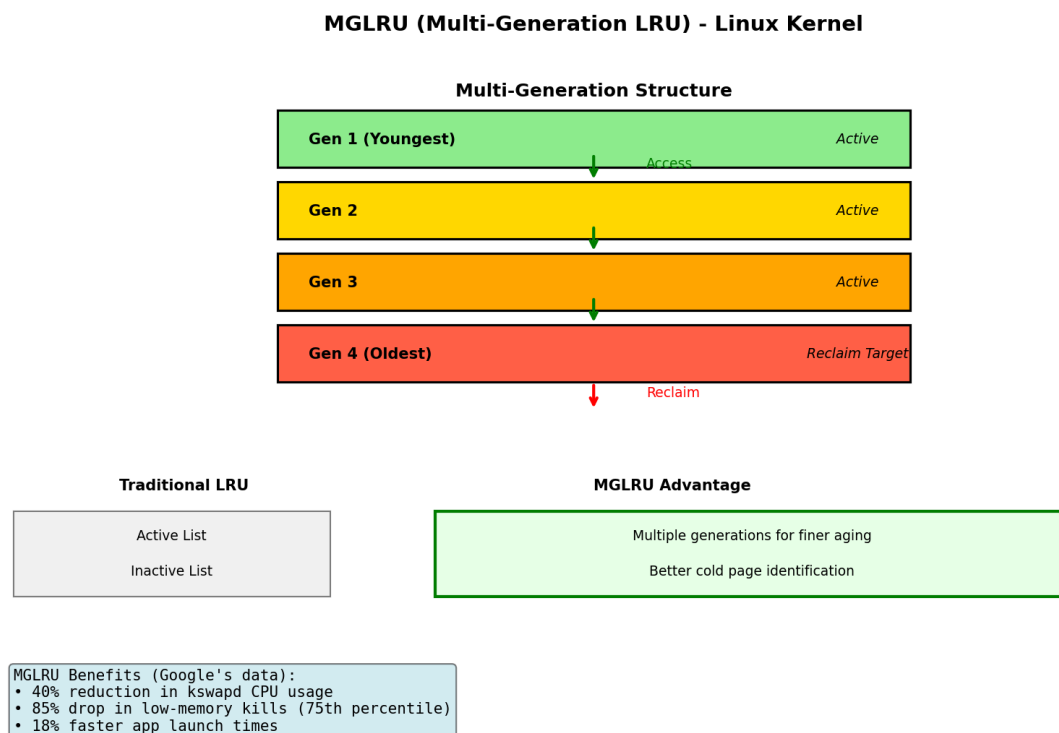 MGLRU (Multi-Generation LRU) - Linux Kernel
Multi-Generation Structure
Gen 1 (Youngest) Active
Access
Gen 2 Active
Gen 3 Active
Gen 4 (Oldest) Reclaim Target
Reclaim
Traditional LRU
Active List
Inactive List
MGLRU Advantage
Multiple generations for finer aging
Better cold page identification
MGLRU Benefits (Google's data):
• 40% reduction in kswapd CPU usage
• 85% drop in low-memory kills (75th percentile)
• 18% faster app launch times